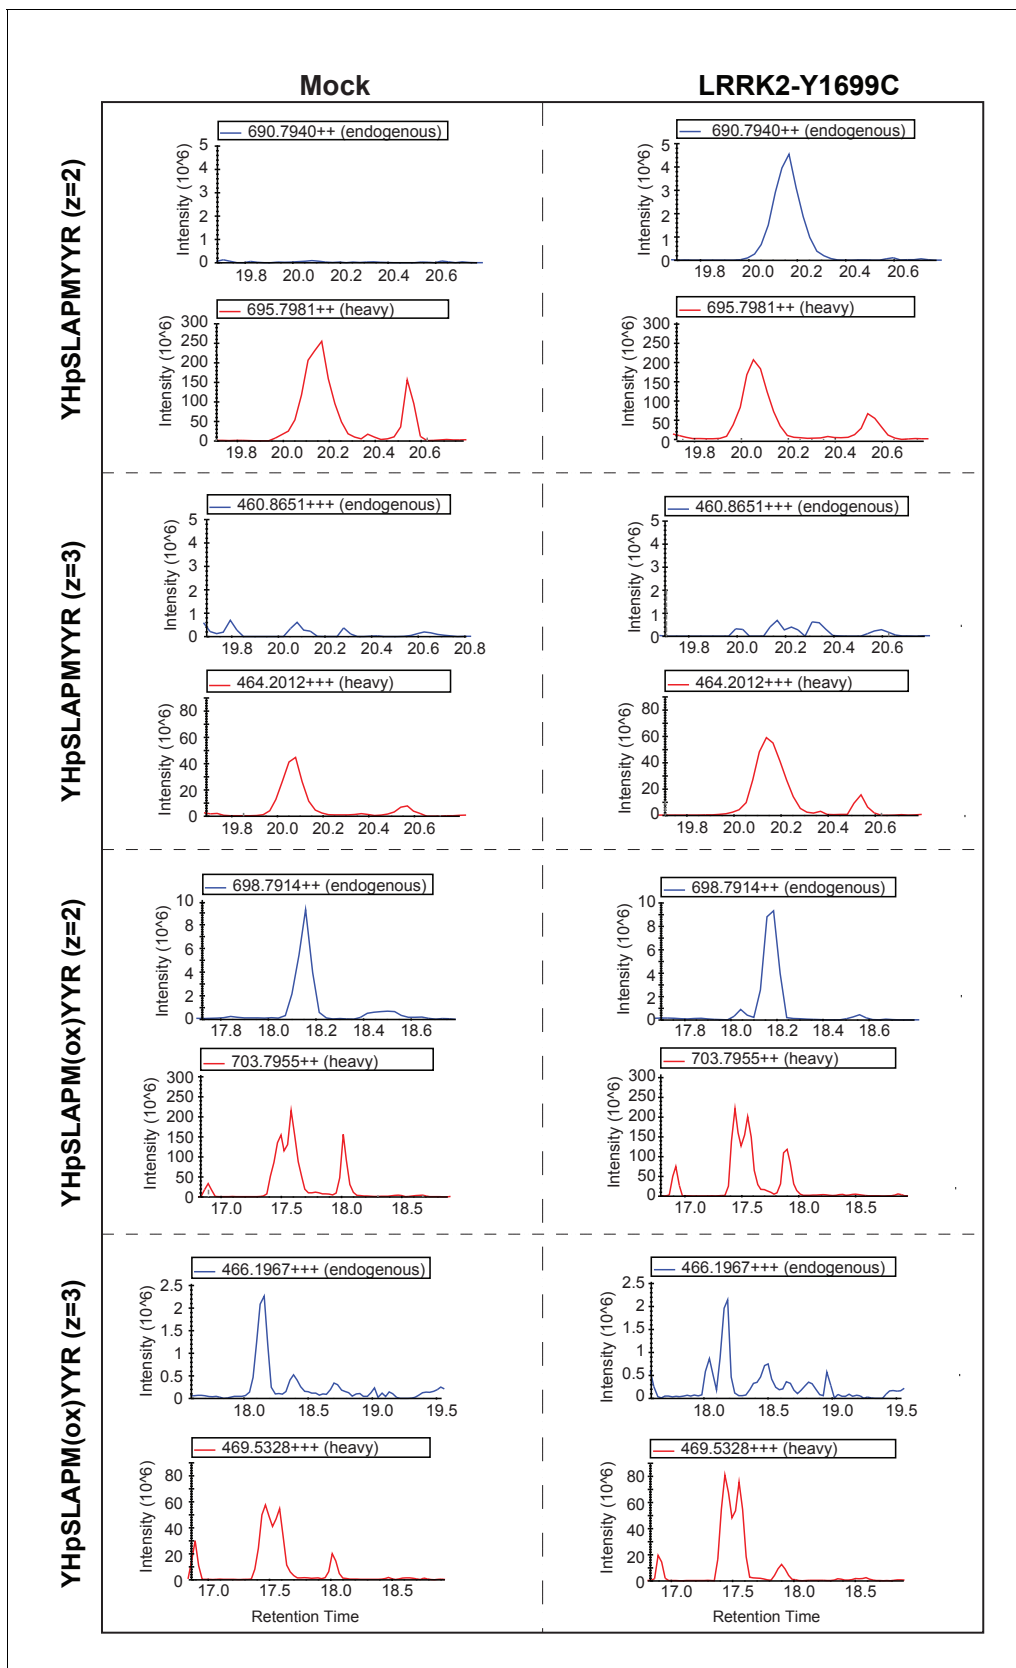 Mock LRRK2-Y1699C
YHpSLAPMYYR (z=2)
690.7940++ (endogenous)
Intensity (10^6)
5
4
3
2
1
0
19.8 20.0 20.2 20.4 20.6
695.7981++ (heavy)
Intensity (10^6)
300
250
200
150
100
50
0
19.8 20.0 20.2 20.4 20.6
690.7940++ (endogenous)
Intensity (10^6)
5
4
3
2
1
0
19.8 20.0 20.2 20.4 20.6
695.7981++ (heavy)
Intensity (10^6)
300
250
200
150
100
50
0
19.8 20.0 20.2 20.4 20.6
YHpSLAPMYYR (z=3)
460.8651+++ (endogenous)
Intensity (10^6)
5
4
3
2
1
0
19.8 20.0 20.2 20.4 20.6 20.8
464.2012+++ (heavy)
Intensity (10^6)
80
60
40
20
0
19.8 20.0 20.2 20.4 20.6
460.8651+++ (endogenous)
Intensity (10^6)
5
4
3
2
1
0
19.8 20.0 20.2 20.4 20.6
464.2012+++ (heavy)
Intensity (10^6)
80
60
40
20
0
19.8 20.0 20.2 20.4 20.6
YHpSLAPM(ox)YYR (z=2)
698.7914++ (endogenous)
Intensity (10^6)
10
8
6
4
2
0
17.8 18.0 18.2 18.4 18.6
703.7955++ (heavy)
Intensity (10^6)
300
250
200
150
100
50
0
17.0 17.5 18.0 18.5
698.7914++ (endogenous)
Intensity (10^6)
10
8
6
4
2
0
17.8 18.0 18.2 18.4 18.6
703.7955++ (heavy)
Intensity (10^6)
300
250
200
150
100
50
0
17.0 17.5 18.0 18.5
YHpSLAPM(ox)YYR (z=3)
466.1967+++ (endogenous)
Intensity (10^6)
2.5
2
1.5
1
0.5
0
18.0 18.5 19.0 19.5
469.5328+++ (heavy)
Intensity (10^6)
80
60
40
20
0
17.0 17.5 18.0 18.5
Retention Time
466.1967+++ (endogenous)
Intensity (10^6)
2.5
2
1.5
1
0.5
0
18.0 18.5 19.0 19.5
469.5328+++ (heavy)
Intensity (10^6)
80
60
40
20
0
17.0 17.5 18.0 18.5
Retention Time